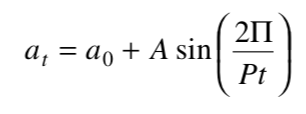 a_t = a_0 + A sin(2Π/Pt)